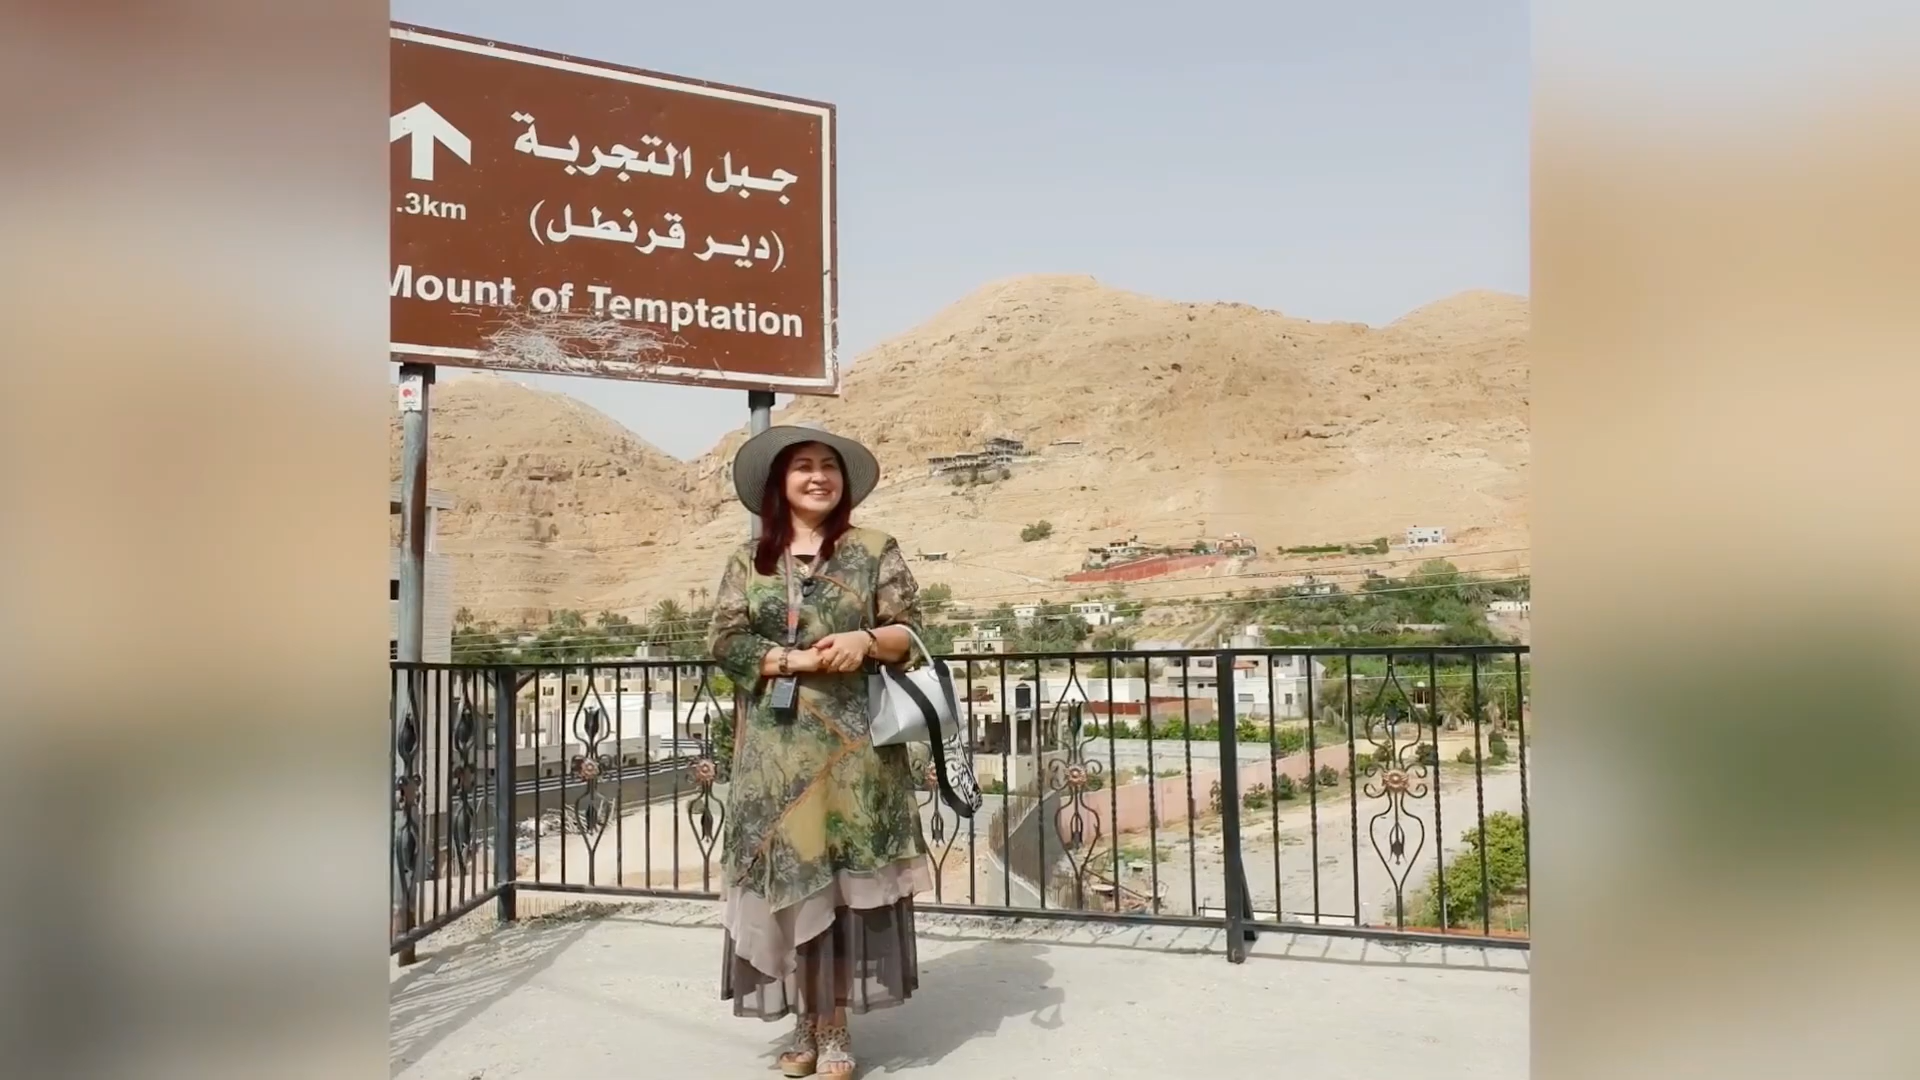 جبل التجربة
(دير قرنطل)
.3km
Mount of Temptation